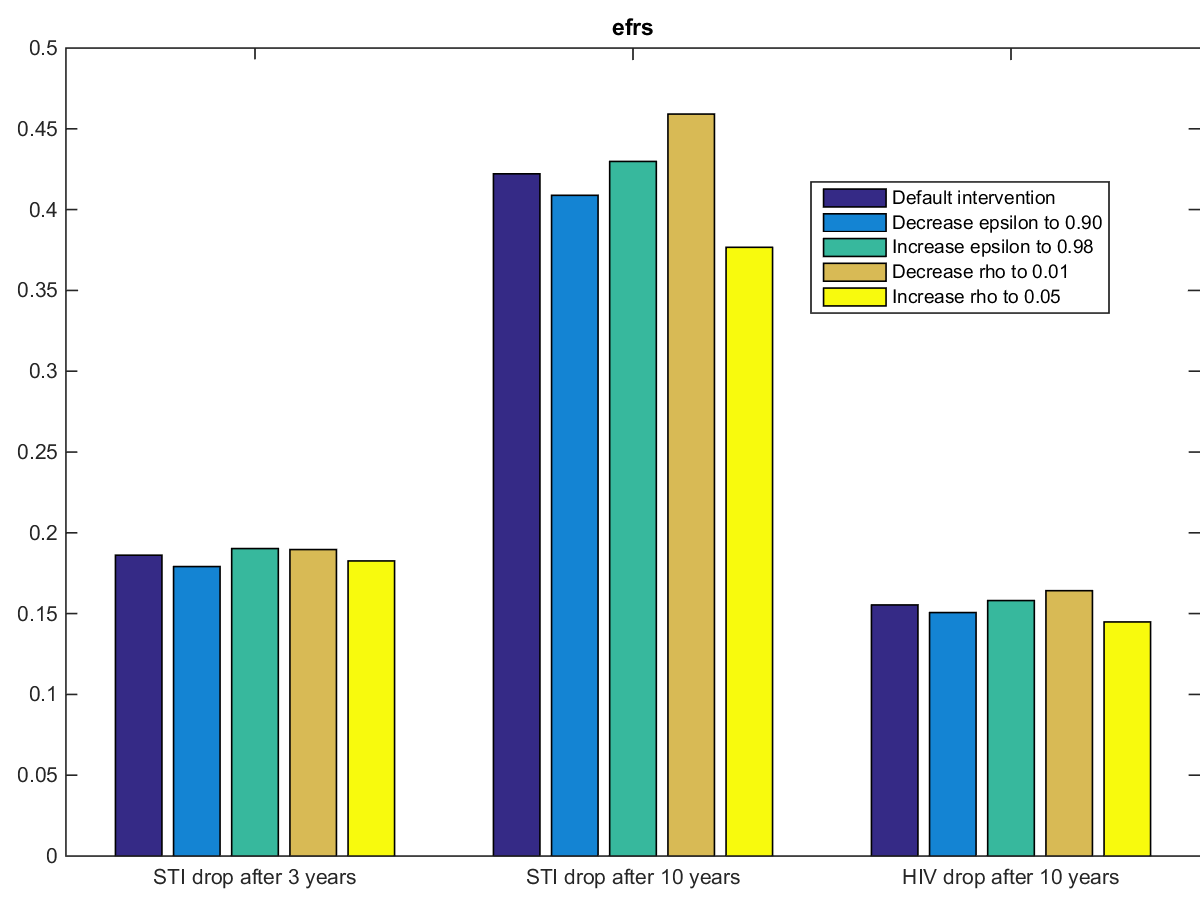 efrs
0.5
0.45
0.4
0.35
0.3
0.25
0.2
0.15
0.1
0.05
0
Default intervention
Decrease epsilon to 0.90
Increase epsilon to 0.98
Decrease rho to 0.01
Increase rho to 0.05
STI drop after 3 years
STI drop after 10 years
HIV drop after 10 years